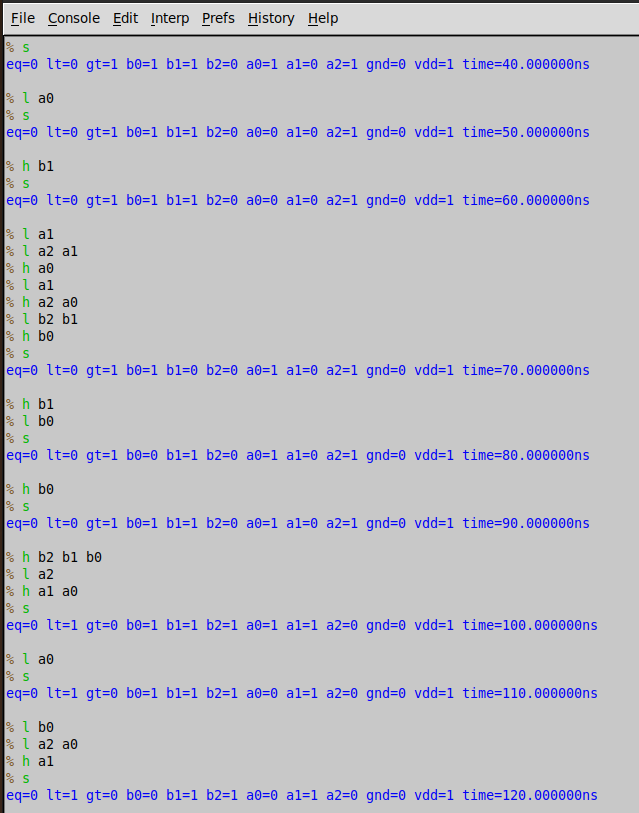 File Console Edit Interp Prefs History Help
% s
eq=0 lt=0 gt=1 b0=1 b1=1 b2=0 a0=1 a1=0 a2=1 gnd=0 vdd=1 time=40.000000ns
% l a0
% s
eq=0 lt=0 gt=1 b0=1 b1=1 b2=0 a0=0 a1=0 a2=1 gnd=0 vdd=1 time=50.000000ns
% h b1
% s
eq=0 lt=0 gt=1 b0=1 b1=1 b2=0 a0=0 a1=0 a2=1 gnd=0 vdd=1 time=60.000000ns
% l a1
% l a2 a1
% h a0
% l a1
% h a2 a0
% l b2 b1
% h b0
% s
eq=0 lt=0 gt=1 b0=1 b1=0 b2=0 a0=1 a1=0 a2=1 gnd=0 vdd=1 time=70.000000ns
% h b1
% l b0
% s
eq=0 lt=0 gt=1 b0=0 b1=1 b2=0 a0=1 a1=0 a2=1 gnd=0 vdd=1 time=80.000000ns
% h b0
% s
eq=0 lt=0 gt=1 b0=1 b1=1 b2=0 a0=1 a1=0 a2=1 gnd=0 vdd=1 time=90.000000ns
% h b2 b1 b0
% l a2
% h a1 a0
% s
eq=0 lt=1 gt=0 b0=1 b1=1 b2=1 a0=1 a1=1 a2=0 gnd=0 vdd=1 time=100.000000ns
% l a0
% s
eq=0 lt=1 gt=0 b0=1 b1=1 b2=1 a0=0 a1=1 a2=0 gnd=0 vdd=1 time=110.000000ns
% l b0
% l a2 a0
% h a1
% s
eq=0 lt=1 gt=0 b0=0 b1=1 b2=1 a0=0 a1=1 a2=0 gnd=0 vdd=1 time=120.000000ns